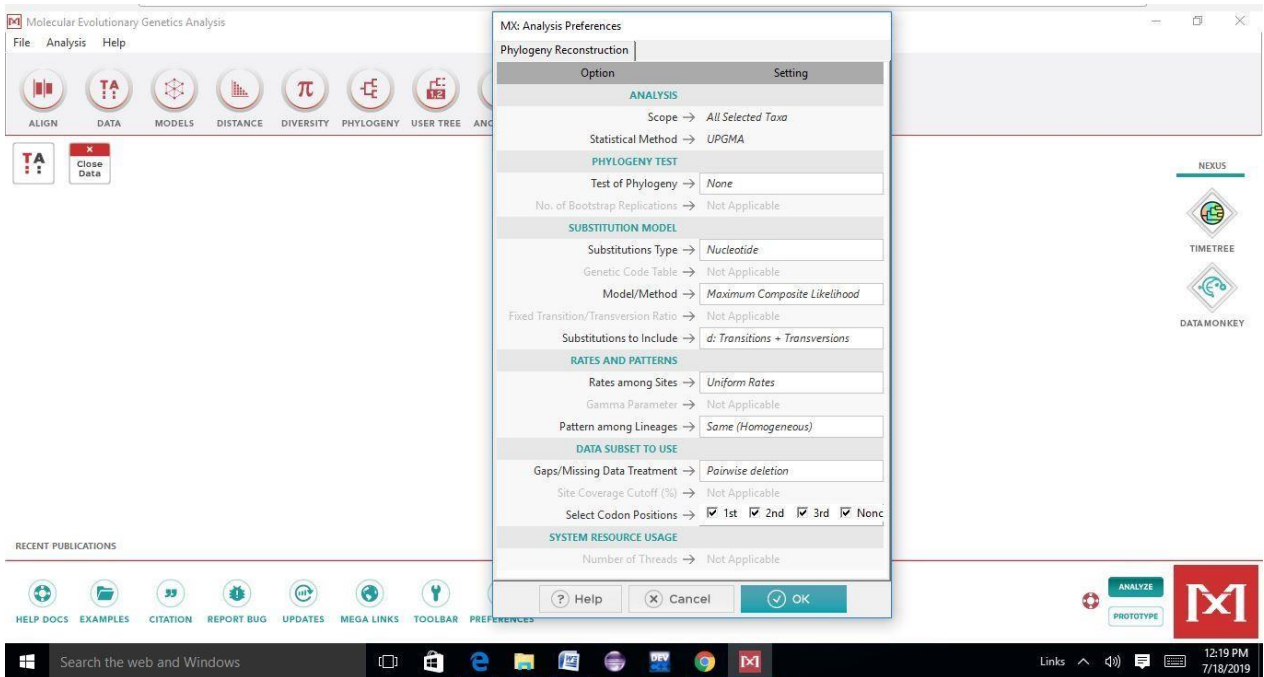 Molecular Evolutionary Genetics Analysis
File Analysis Help
ALIGN DATA MODELS DISTANCE DIVERSITY PHYLOGENY USER TREE ANC
TA
Close
Data
MX: Analysis Preferences
Phylogeny Reconstruction
Option Setting
ANALYSIS
Scope → All Selected Taxa
Statistical Method → UPGMA
PHYLOGENY TEST
Test of Phylogeny → None
No. of Bootstrap Replications → Not Applicable
SUBSTITUTION MODEL
Substitutions Type → Nucleotide
Genetic Code Table → Not Applicable
Model/Method → Maximum Composite Likelihood
Fixed Transition/Transversion Ratio → Not Applicable
Substitutions to Include → d: Transitions + Transversions
RATES AND PATTERNS
Rates among Sites → Uniform Rates
Gamma Parameter → Not Applicable
Pattern among Lineages → Same (Homogeneous)
DATA SUBSET TO USE
Gaps/Missing Data Treatment → Pairwise deletion
Site Coverage Cutoff (%) → Not Applicable
Select Codon Positions → 1st 2nd 3rd Nonc
SYSTEM RESOURCE USAGE
Number of Threads → Not Applicable
? Help Cancel OK
NEXUS
TIMETREE
DATAMONKEY
RECENT PUBLICATIONS
HELP DOCS EXAMPLES CITATION REPORT BUG UPDATES MEGA LINKS TOOLBAR PREFERENCES
ANALYZE
PROTOTYPE
Search the web and Windows
Links
12:19 PM
7/18/2019